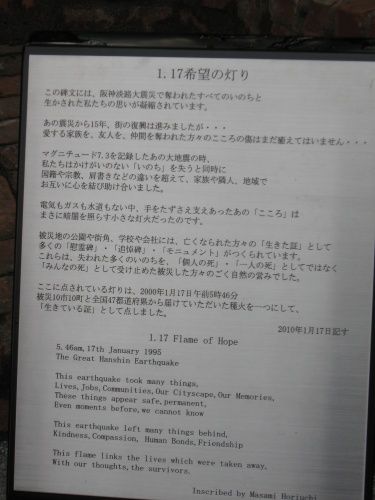 1.17希望の灯り
この碑文には、阪神淡路大震災で奪われたすべてのいのちと
生かされた私たちの思いが凝縮されています。
あの震災から15年、街の復興は進みましたが・・・
愛する家族を、友人を、仲間を奪われた方々のこころの傷はまだ癒えてはいません・・・
マグニチュード7.3を記録したあの大地震の時、
私たちはかけがいのない「いのち」を失うと同時に
国籍や宗教、肩書きなどの違いを超えて、家族や隣人、地域で
お互いに心を結び助け合いました。
電気もガスも水道もない中、手をたずさえ支えあったあの「こころ」は
まさに暗闇を照らす小さな灯火だったのです。
被災地の公園や街角、学校や会社には、亡くなられた方々の「生きた証」として
多くの「慰霊碑」・「追悼碑」・「モニュメント」がつくられています。
これらは、失われた多くのいのちを、「個人の死」・「一人の死」としてではなく
「みんなの死」として受け止めた被災した方々のごく自然の営みでした。
ここに点されている灯りは、2000年1月17日午前5時46分
被災10市10町と全国47都道府県から届けていただいた種火を一つにして、
「生きている証」として点しました。
2010年1月17日記す
1.17 Flame of Hope
5.46am,17th January 1995
The Great Hanshin Earthquake
This earthquake took many things,
Lives,Jobs,Communities,Our Cityscape,Our Memories,
These things appear safe,permanent,
Even moments before,we cannot know
This earthquake left many things behind,
Kindness,Compassion, Human Bonds,Friendship
This flame links the lives which were taken away,
With our thoughts,the survivors.
Inscribed by Masami Horiuchi